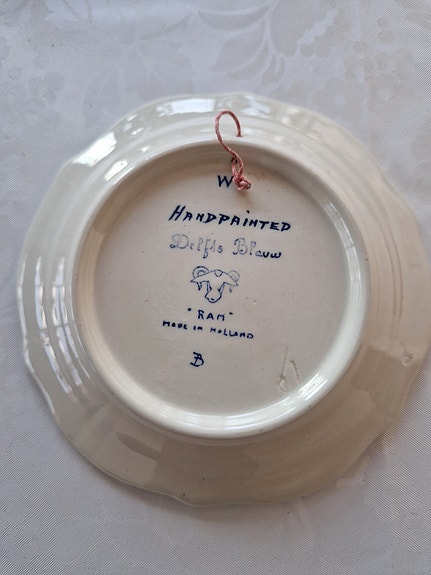 W
HANDPAINTED
Delfts Blauw
"RAM"
MADE IN HOLLAND
B